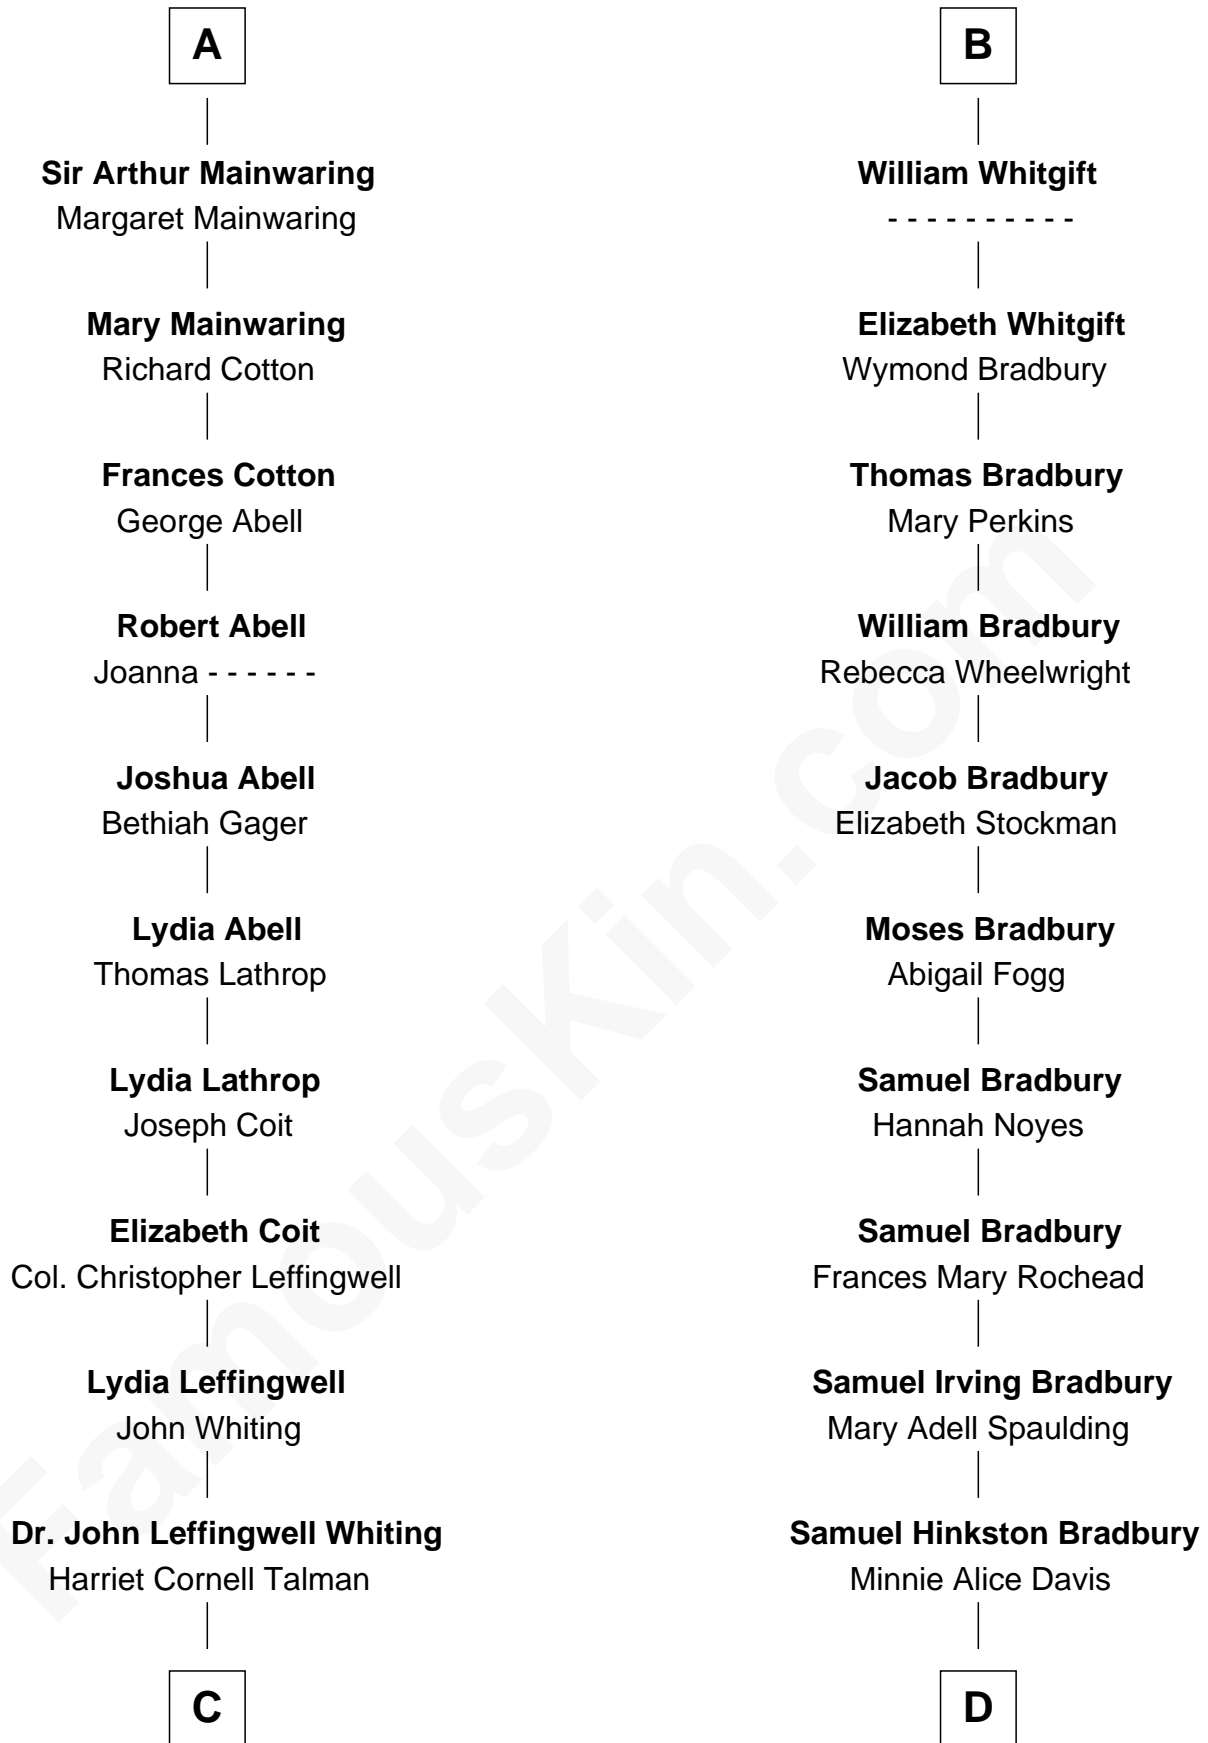 A
Sir Arthur Mainwaring
Margaret Mainwaring
Mary Mainwaring
Richard Cotton
Frances Cotton
George Abell
Robert Abell
Joanna - - - - - -
Joshua Abell
Bethiah Gager
Lydia Abell
Thomas Lathrop
Lydia Lathrop
Joseph Coit
Elizabeth Coit
Col. Christopher Leffingwell
Lydia Leffingwell
John Whiting
Dr. John Leffingwell Whiting
Harriet Cornell Talman
C
B
William Whitgift
- - - - - - - - - -
Elizabeth Whitgift
Wymond Bradbury
Thomas Bradbury
Mary Perkins
William Bradbury
Rebecca Wheelwright
Jacob Bradbury
Elizabeth Stockman
Moses Bradbury
Abigail Fogg
Samuel Bradbury
Hannah Noyes
Samuel Bradbury
Frances Mary Rochead
Samuel Irving Bradbury
Mary Adell Spaulding
Samuel Hinkston Bradbury
Minnie Alice Davis
D
FamousKin.com